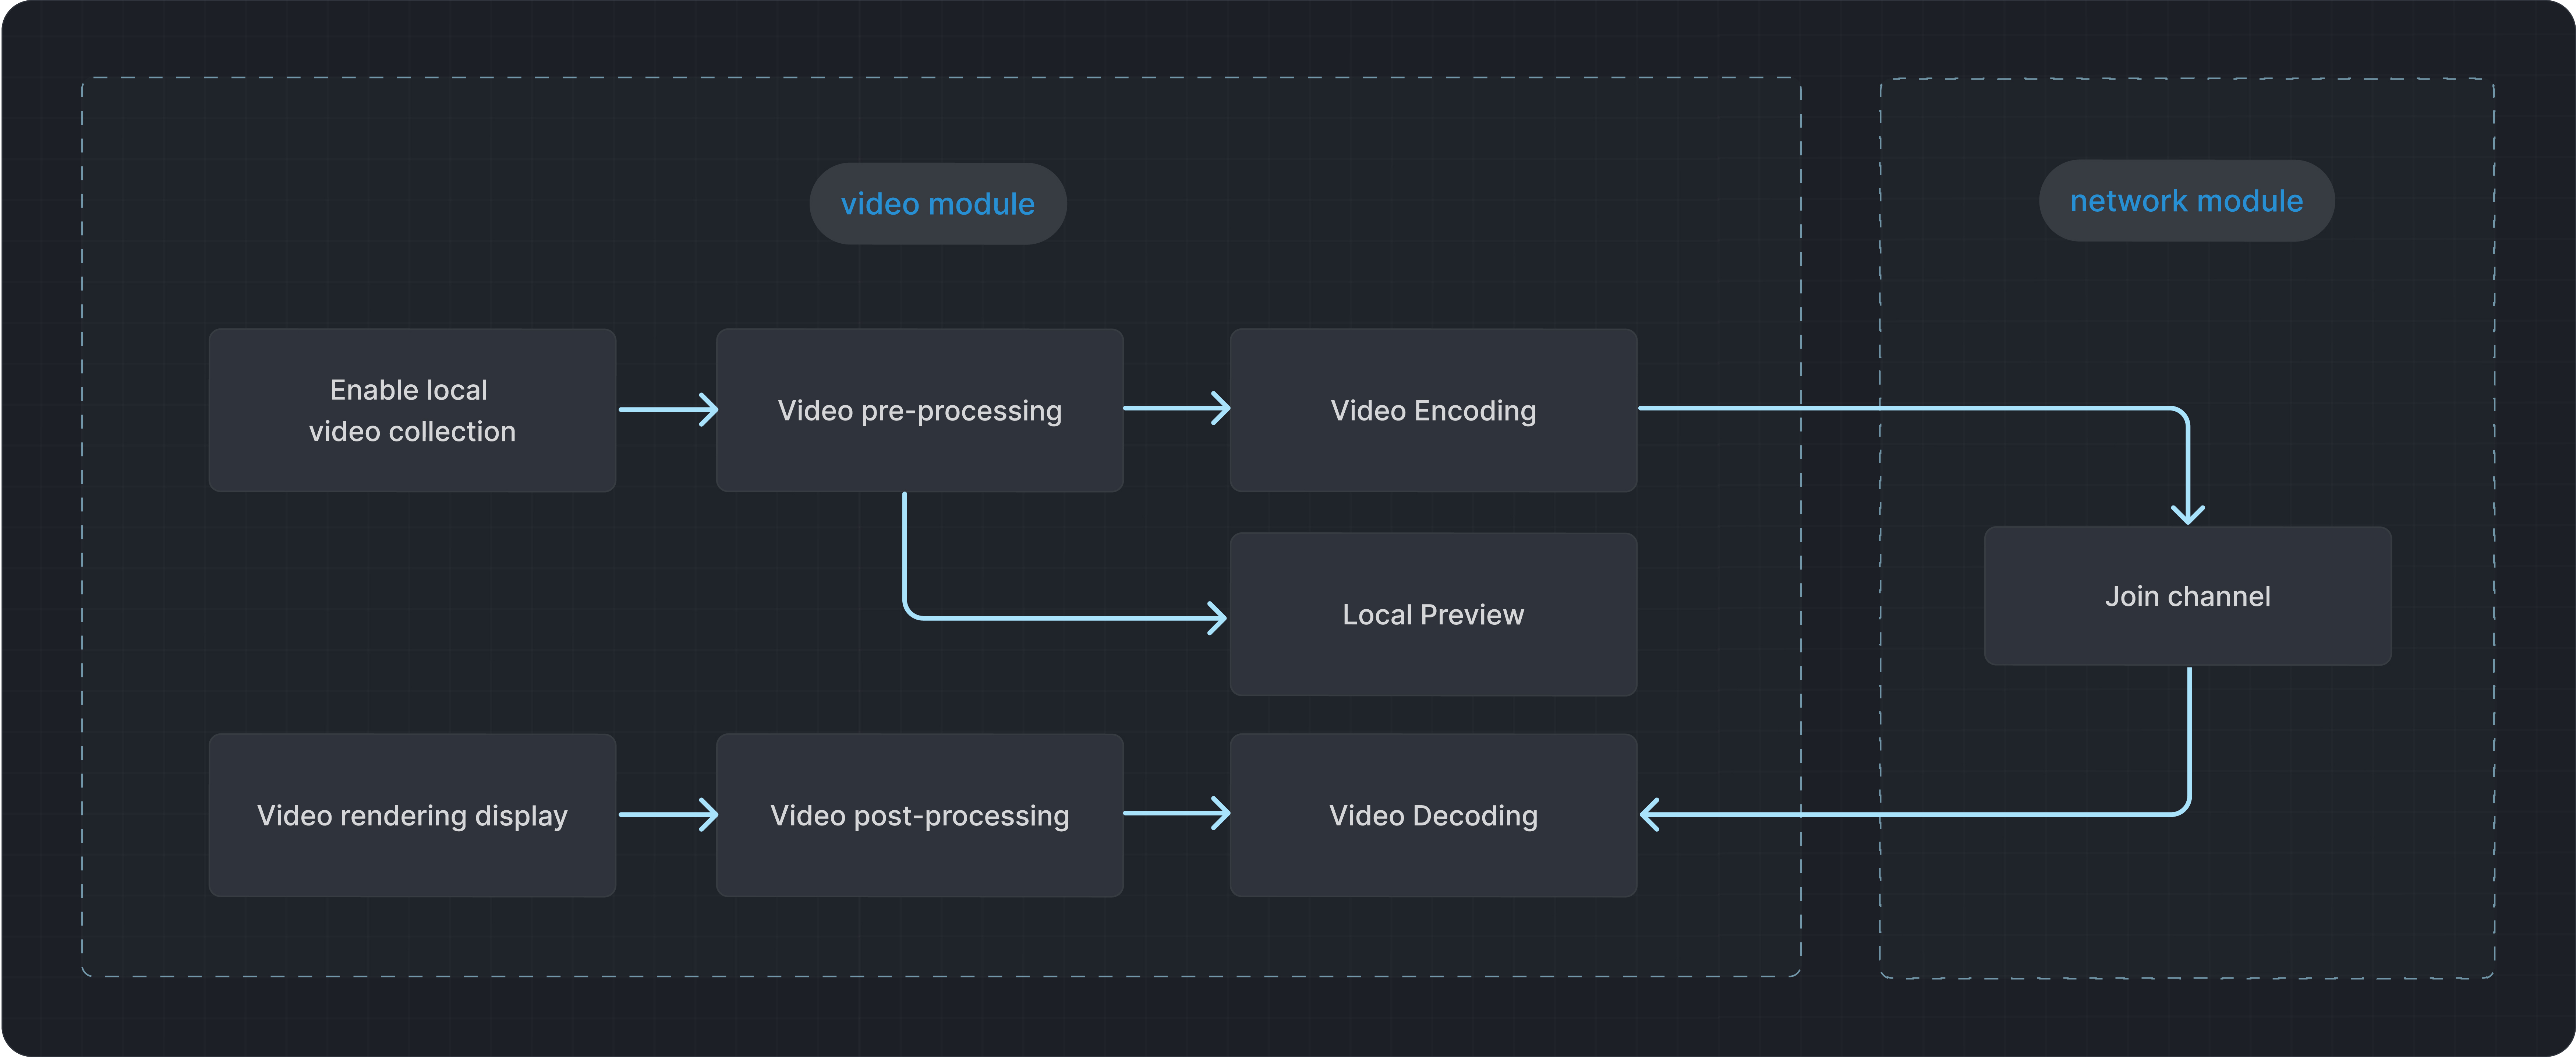 video module
network module
Enable local
video collection
Video pre-processing
Video Encoding
Local Preview
Join channel
Video rendering display
Video post-processing
Video Decoding